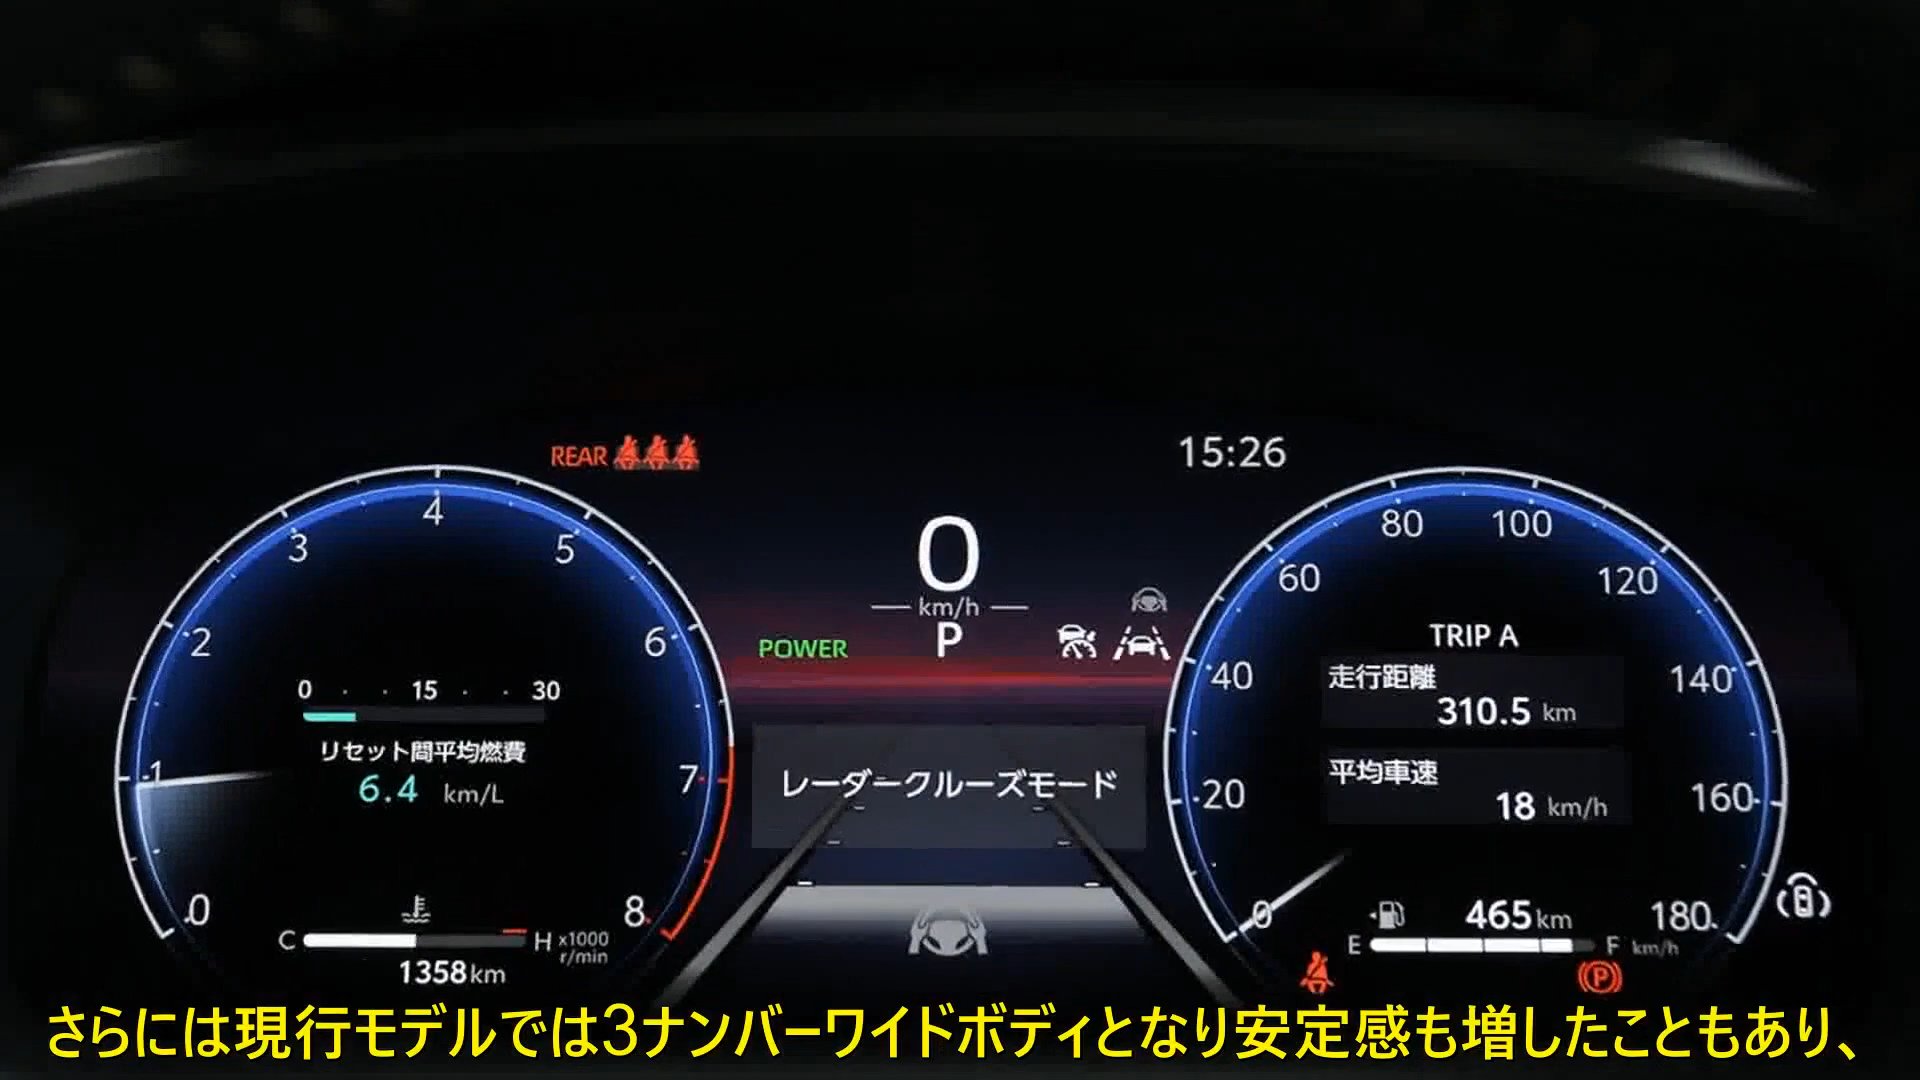 REAR
15:26
0 1 2 3 4 5 6 7 8
0 · · 15 · · 30
リセット間平均燃費
6.4 km/L
C H x1000
r/min
1358km
0
km/h
P
POWER
レーダークルーズモード
0 20 40 60 80 100 120 140 160 180
TRIP A
走行距離
310.5 km
平均車速
18 km/h
465km
E F km/h
P
さらには現行モデルでは3ナンバーワイドボディとなり安定感も増したこともあり、